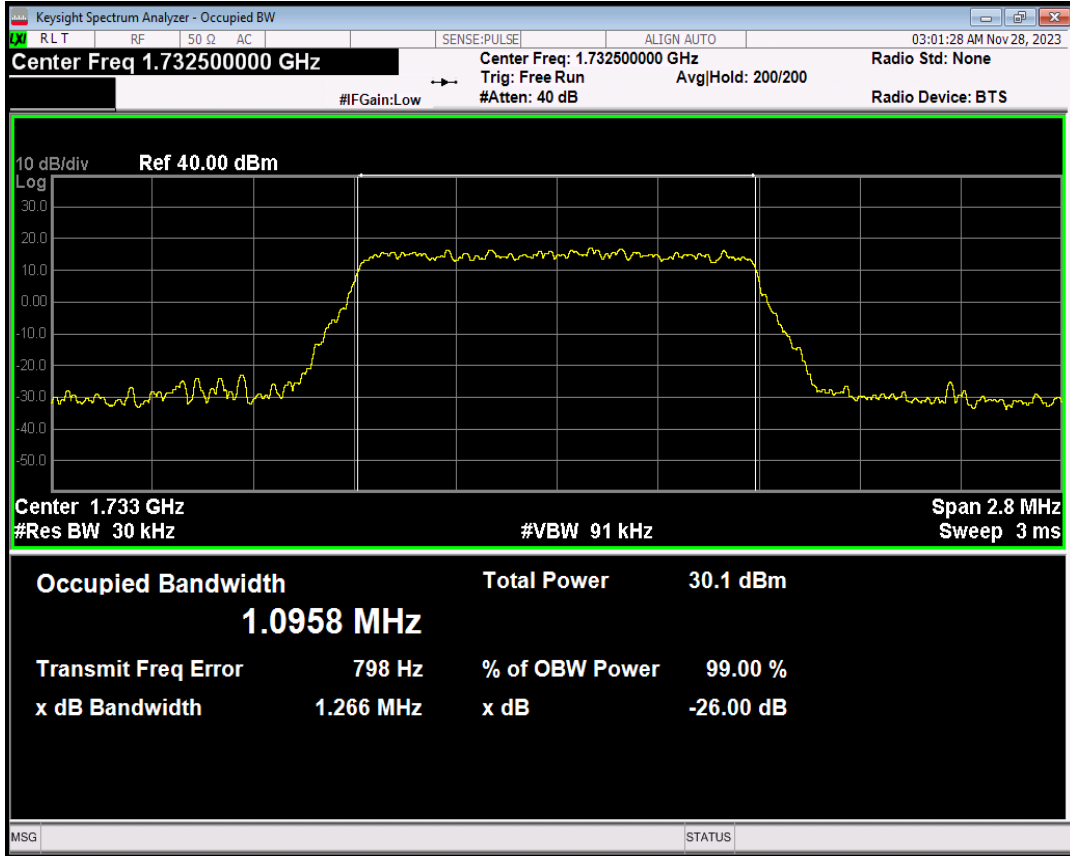 Keysight Spectrum Analyzer - Occupied BW
LXI RLT RF 50 Ω AC SENSE:PULSE ALIGN AUTO 03:01:28 AM Nov 28, 2023
Center Freq 1.732500000 GHz Center Freq: 1.732500000 GHz Radio Std: None
Trig: Free Run Avg|Hold: 200/200
#IFGain:Low #Atten: 40 dB Radio Device: BTS
10 dB/div Ref 40.00 dBm
Log
30.0
20.0
10.0
0.00
-10.0
-20.0
-30.0
-40.0
-50.0
Center 1.733 GHz Span 2.8 MHz
#Res BW 30 kHz #VBW 91 kHz Sweep 3 ms
Occupied Bandwidth Total Power 30.1 dBm
1.0958 MHz
Transmit Freq Error 798 Hz % of OBW Power 99.00 %
x dB Bandwidth 1.266 MHz x dB -26.00 dB
MSG STATUS